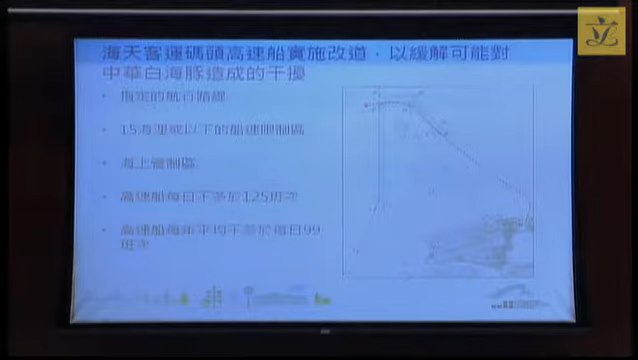 海天客運碼頭高速船實施改道，以緩解可能對
中華白海豚造成的干擾
• 指定的航行路線
• 15海浬或以下的船速限制區
• 海上管制區
• 高速船每日不多於125班次
• 高速船每年平均不多於每日99
班次
立